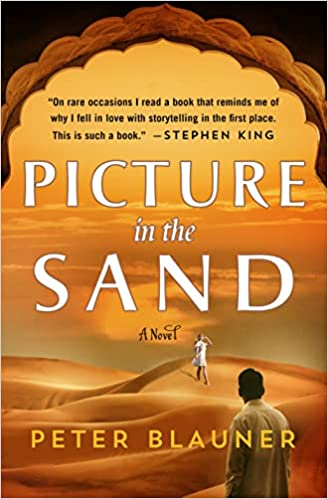 "On rare occasions I read a book that reminds me of
why I fell in love with storytelling in the first place.
This is such a book." —STEPHEN KING
PICTURE
in the
SAND
A Novel
PETER BLAUNER